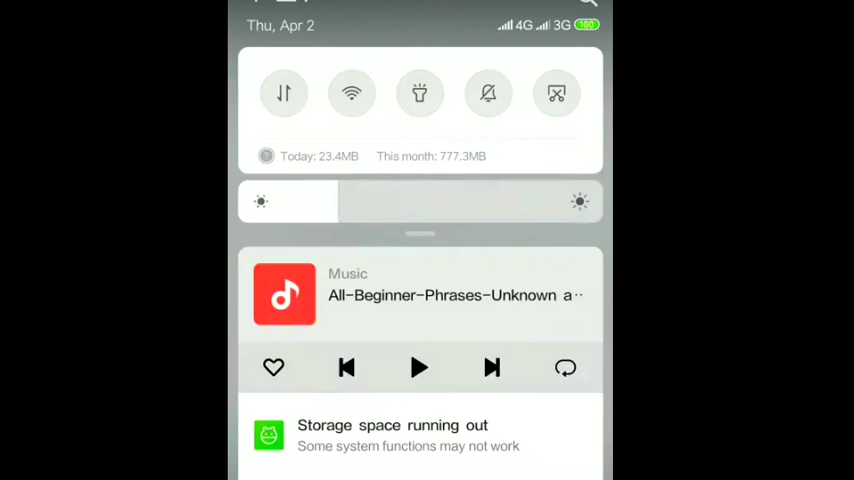 Thu, Apr 2
4G 3G 100
Today: 23.4MB This month: 777.3MB
Music
All-Beginner-Phrases-Unknown a··
Storage space running out
Some system functions may not work